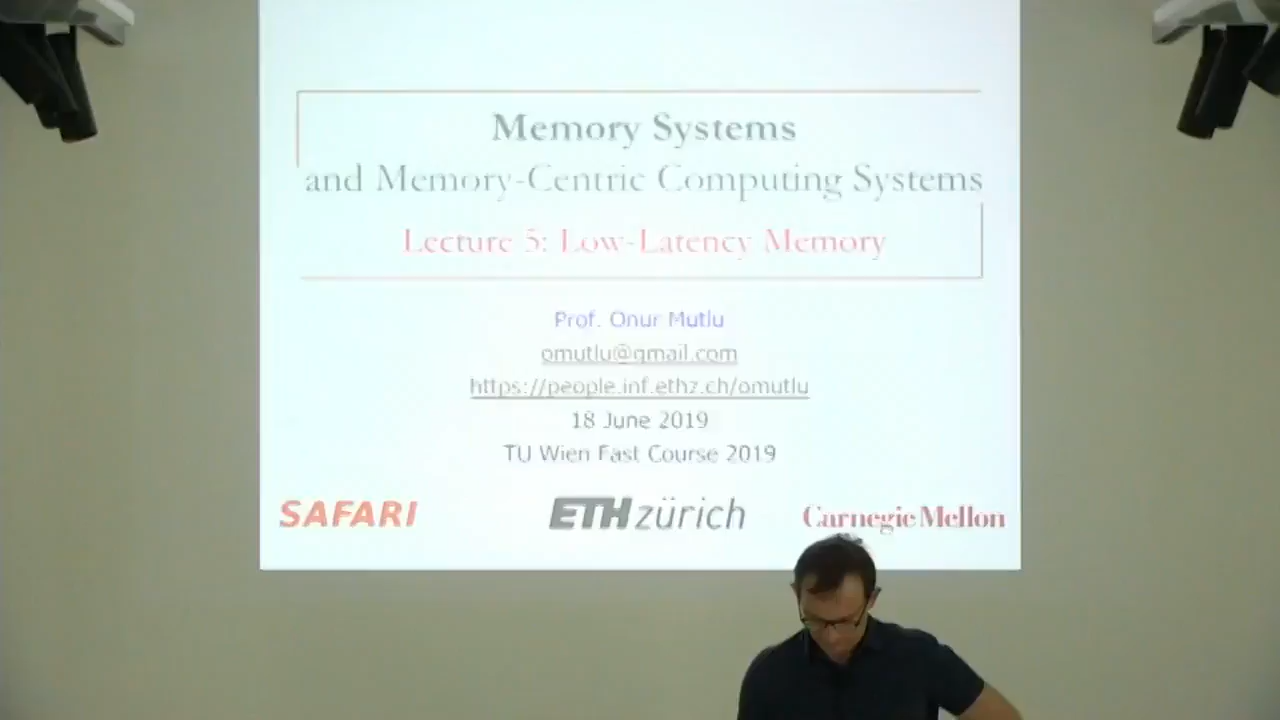 Memory Systems
and Memory-Centric Computing Systems
Lecture 5: Low-Latency Memory
Prof. Onur Mutlu
omutlu@gmail.com
https://people.inf.ethz.ch/omutlu
18 June 2019
TU Wien Fast Course 2019
SAFARI
ETH zürich
Carnegie Mellon